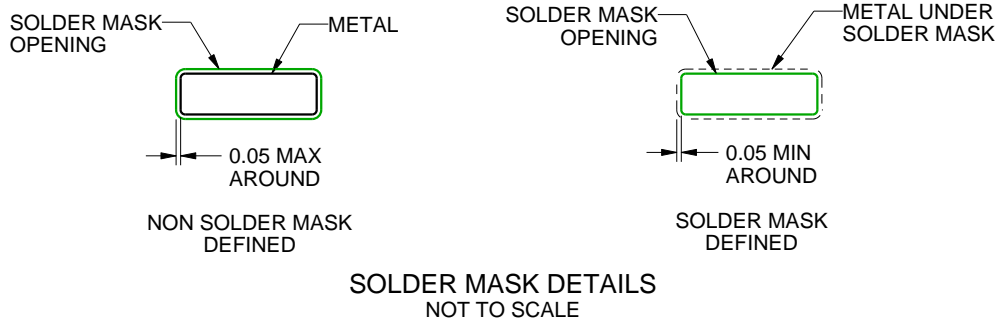 SOLDER MASK
OPENING
METAL
0.05 MAX
AROUND
NON SOLDER MASK
DEFINED
SOLDER MASK
OPENING
METAL UNDER
SOLDER MASK
0.05 MIN
AROUND
SOLDER MASK
DEFINED
SOLDER MASK DETAILS
NOT TO SCALE